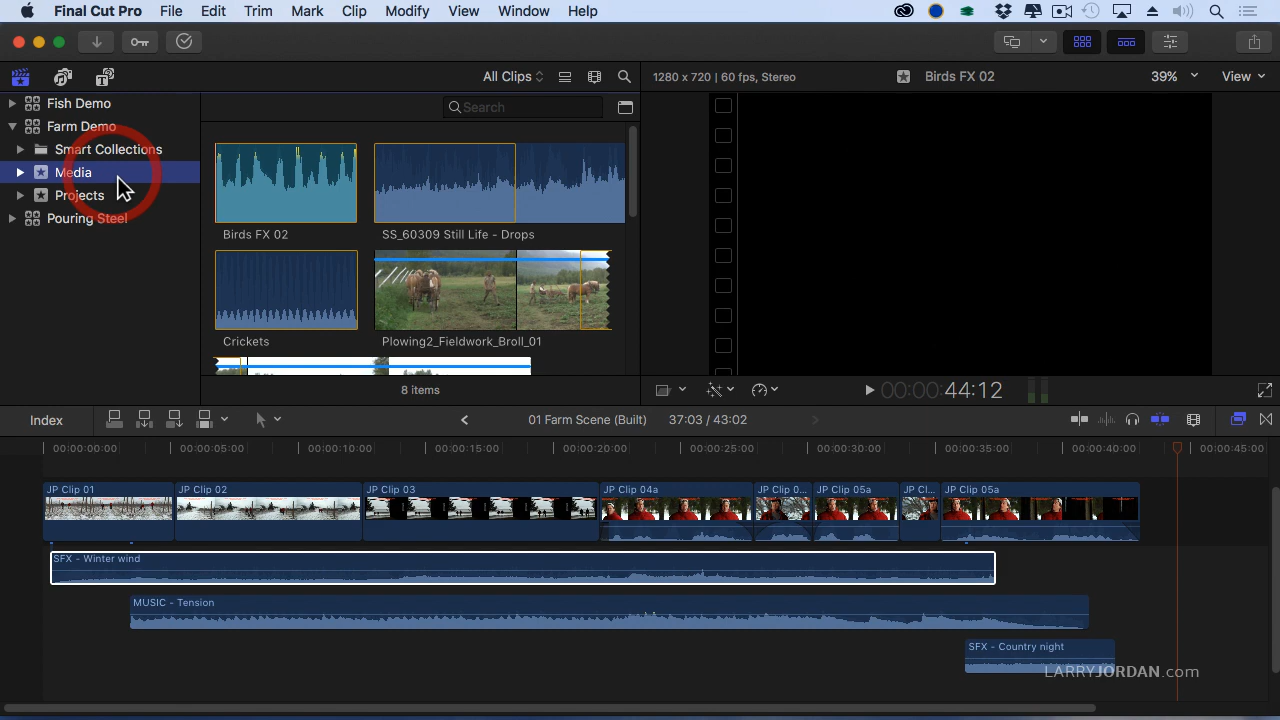 Final Cut Pro File Edit Trim Mark Clip Modify View Window Help
All Clips
1280 x 720 | 60 fps, Stereo
Birds FX 02
39%
View
Fish Demo
Farm Demo
Smart Collections
Media
Projects
Pouring Steel
Search
Birds FX 02
SS_60309 Still Life - Drops
Crickets
Plowing2_Fieldwork_Broll_01
8 items
00:00:44:12
Index
01 Farm Scene (Built)
37:03 / 43:02
00:00:00:00 00:00:05:00 00:00:10:00 00:00:15:00 00:00:20:00 00:00:25:00 00:00:30:00 00:00:35:00 00:00:40:00 00:00:45:00
JP Clip 01 JP Clip 02 JP Clip 03 JP Clip 04a JP Clip 0... JP Clip 05a JP Cl... JP Clip 05a
SFX - Winter wind
MUSIC - Tension
SFX - Country night
LARRYJORDAN.com